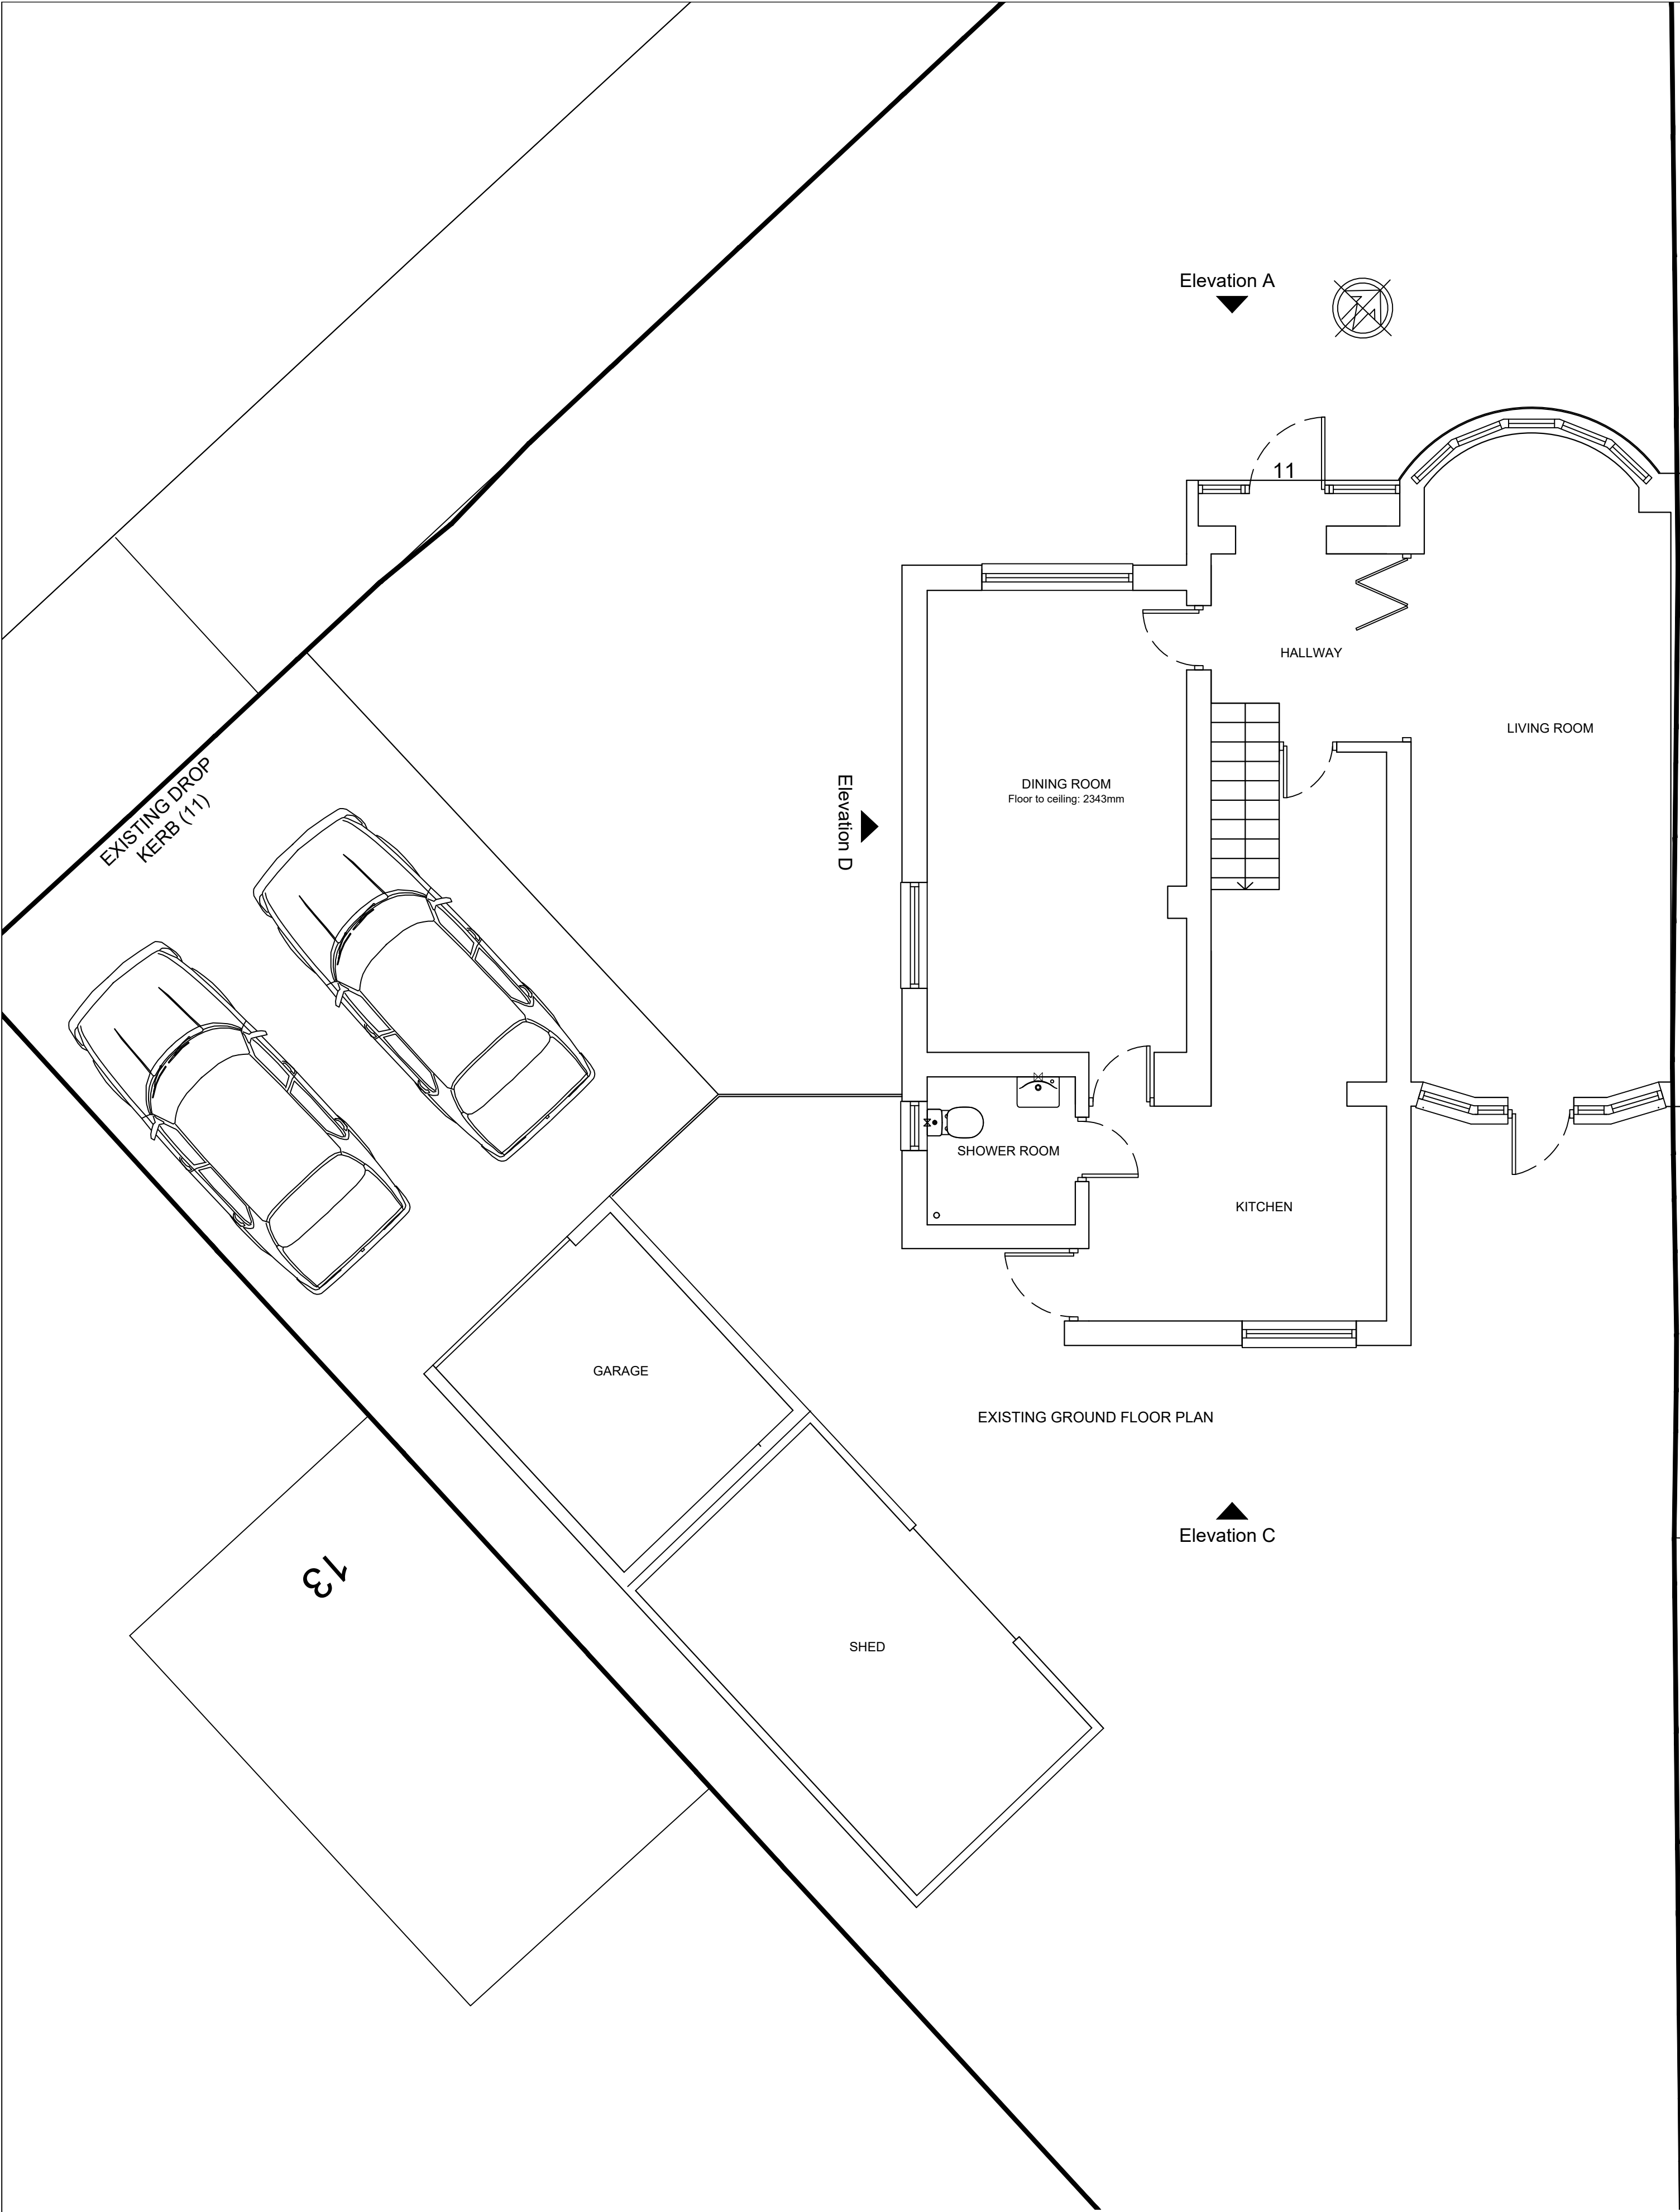 Elevation A
11
HALLWAY
LIVING ROOM
EXISTING DROP
KERB (11)
DINING ROOM
Floor to ceiling: 2343mm
Elevation D
SHOWER ROOM
KITCHEN
GARAGE
EXISTING GROUND FLOOR PLAN
Elevation C
13
SHED